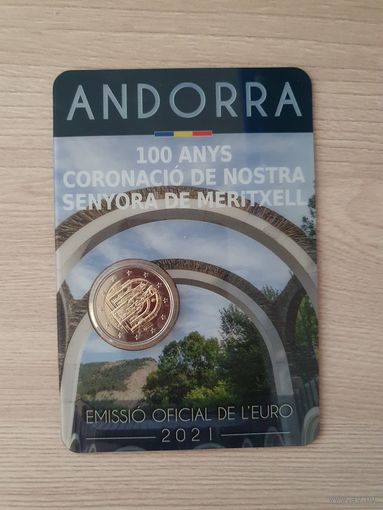 ANDORRA
100 ANYS
CORONACIÓ DE NOSTRA
SENYORA DE MERITXELL
EMISSIÓ OFICIAL DE L'EURO
2021